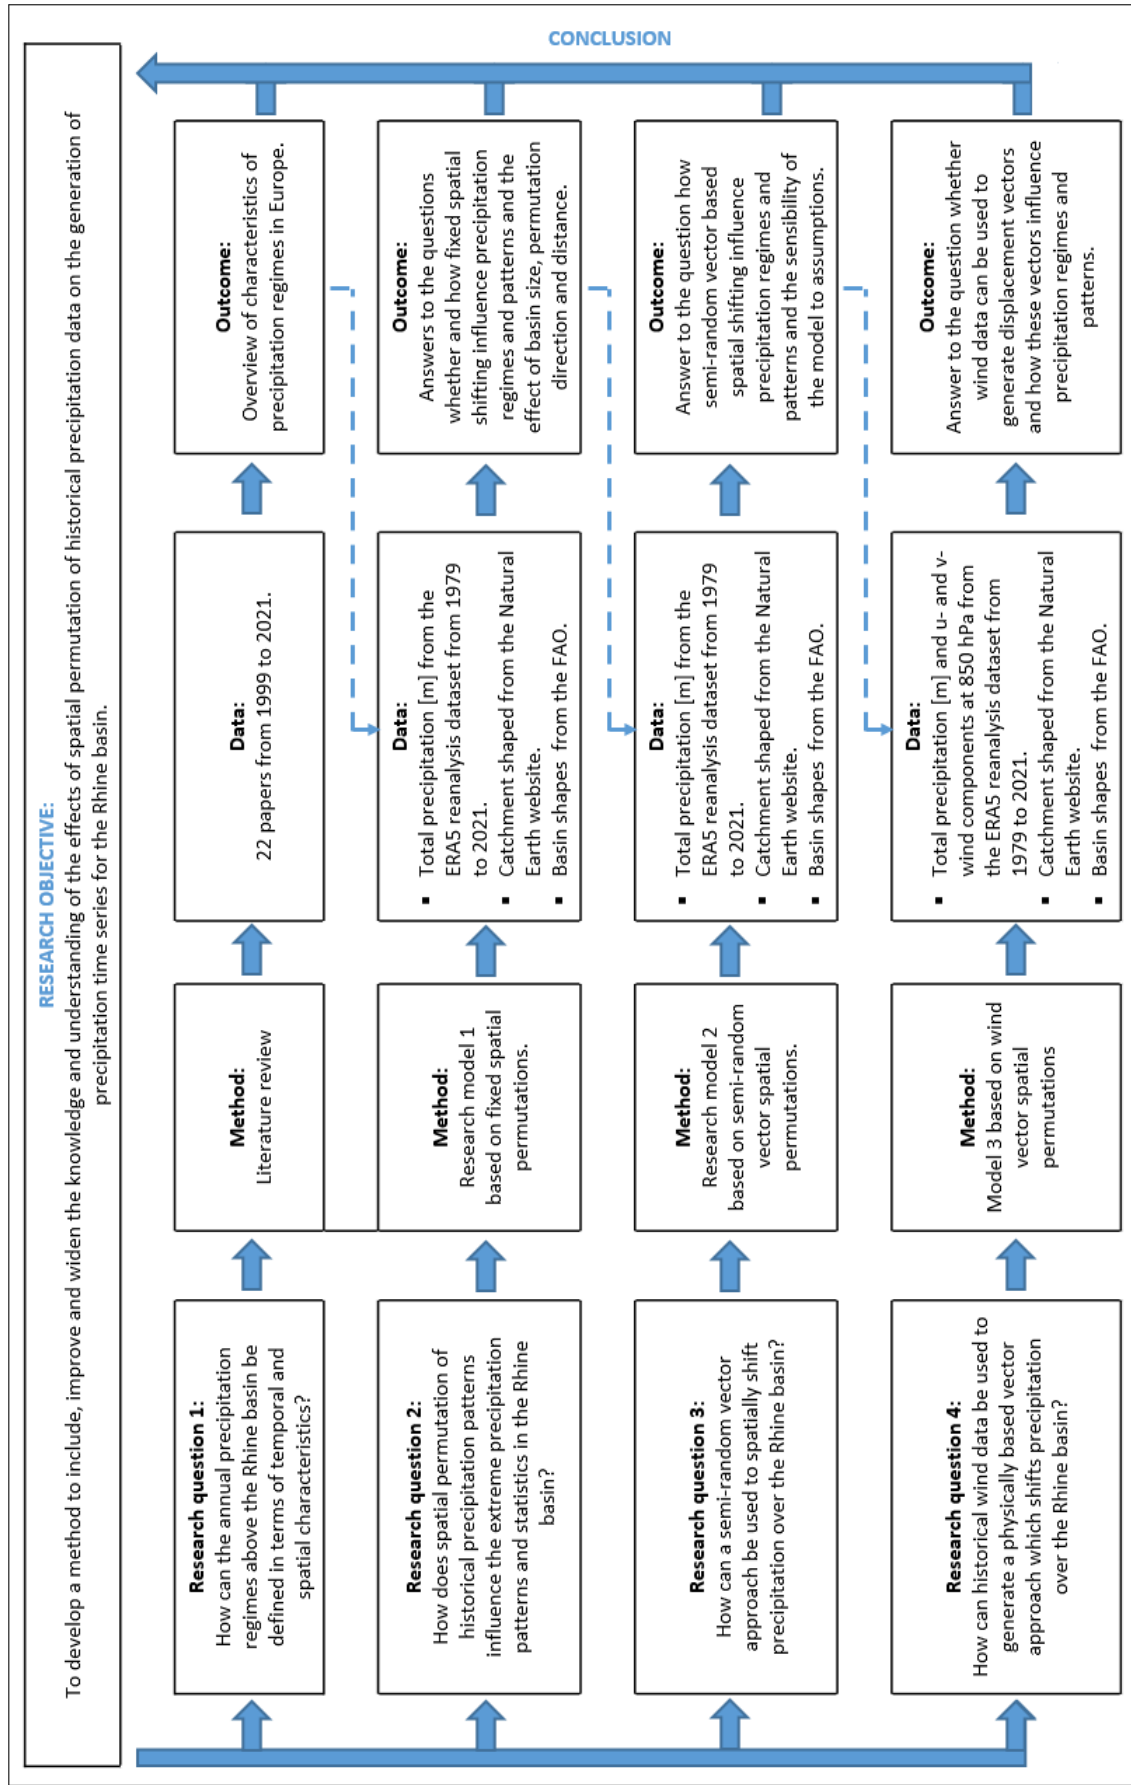 RESEARCH OBJECTIVE:
To develop a method to include, improve and widen the knowledge and understanding of the effects of spatial permutation of historical precipitation data on the generation of
precipitation time series for the Rhine basin.
Research question 1:
How can the annual precipitation
regimes above the Rhine basin be
defined in terms of temporal and
spatial characteristics?
Method:
Literature review
Data:
22 papers from 1999 to 2021.
Outcome:
Overview of characteristics of
precipitation regimes in Europe.
Research question 2:
How does spatial permutation of
historical precipitation patterns
influence the extreme precipitation
patterns and statistics in the Rhine
basin?
Method:
Research model 1
based on fixed spatial
permutations.
Data:
▪ Total precipitation [m] from the
ERA5 reanalysis dataset from 1979
to 2021.
▪ Catchment shaped from the Natural
Earth website.
▪ Basin shapes from the FAO.
Outcome:
Answers to the questions
whether and how fixed spatial
shifting influence precipitation
regimes and patterns and the
effect of basin size, permutation
direction and distance.
Research question 3:
How can a semi-random vector
approach be used to spatially shift
precipitation over the Rhine basin?
Method:
Research model 2
based on semi-random
vector spatial
permutations.
Data:
▪ Total precipitation [m] from the
ERA5 reanalysis dataset from 1979
to 2021.
▪ Catchment shaped from the Natural
Earth website.
▪ Basin shapes from the FAO.
Outcome:
Answer to the question how
semi-random vector based
spatial shifting influence
precipitation regimes and
patterns and the sensibility of
the model to assumptions.
Research question 4:
How can historical wind data be used to
generate a physically based vector
approach which shifts precipitation
over the Rhine basin?
Method:
Model 3 based on wind
vector spatial
permutations
Data:
▪ Total precipitation [m] and u- and v-
wind components at 850 hPa from
the ERA5 reanalysis dataset from
1979 to 2021.
▪ Catchment shaped from the Natural
Earth website.
▪ Basin shapes from the FAO.
Outcome:
Answer to the question whether
wind data can be used to
generate displacement vectors
and how these vectors influence
precipitation regimes and
patterns.
CONCLUSION